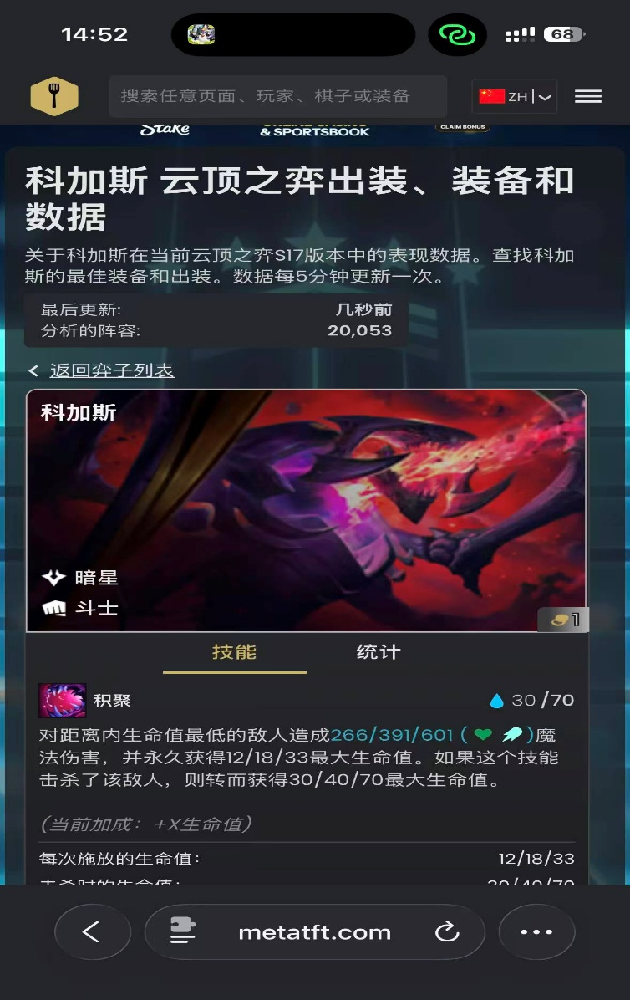 14:52
68
搜索任意页面、玩家、棋子或装备
ZH
Stake
& SPORTSBOOK
CLAIM BONUS
科加斯 云顶之弈出装、装备和
数据
关于科加斯在当前云顶之弈S17版本中的表现数据。查找科加
斯的最佳装备和出装。数据每5分钟更新一次。
最后更新: 几秒前
分析的阵容: 20,053
< 返回弈子列表
科加斯
暗星
斗士
1
技能 统计
积聚 30 /70
对距离内生命值最低的敌人造成266/391/601 ( )魔
法伤害，并永久获得12/18/33最大生命值。如果这个技能
击杀了该敌人，则转而获得30/40/70最大生命值。
(当前加成：+X生命值)
每次施放的生命值: 12/18/33
metatft.com